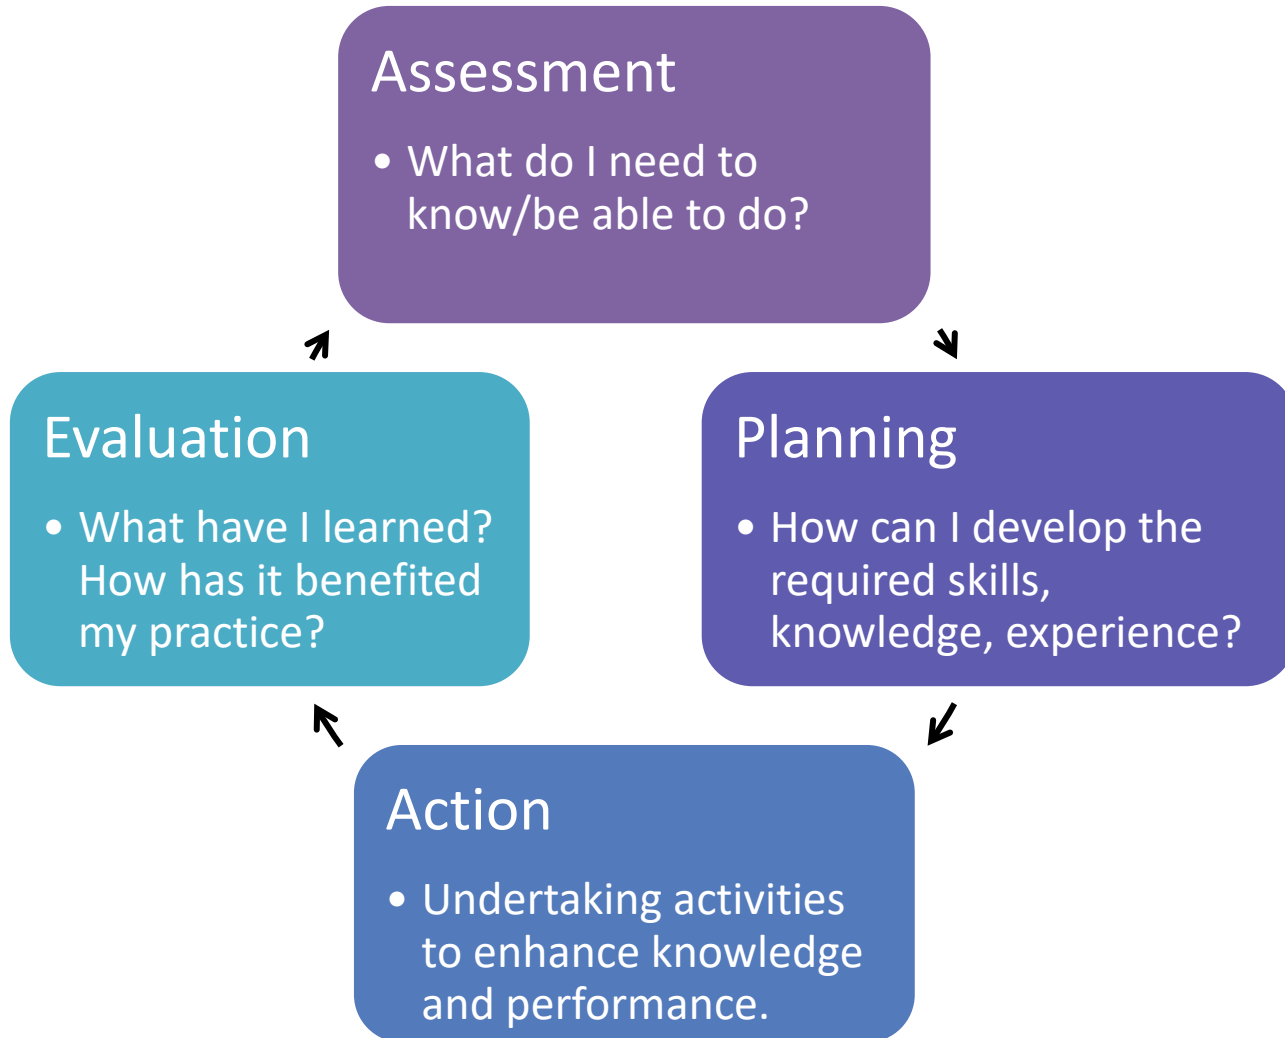 Assessment
• What do I need to
know/be able to do?
Planning
• How can I develop the
required skills,
knowledge, experience?
Action
• Undertaking activities
to enhance knowledge
and performance.
Evaluation
• What have I learned?
How has it benefited
my practice?